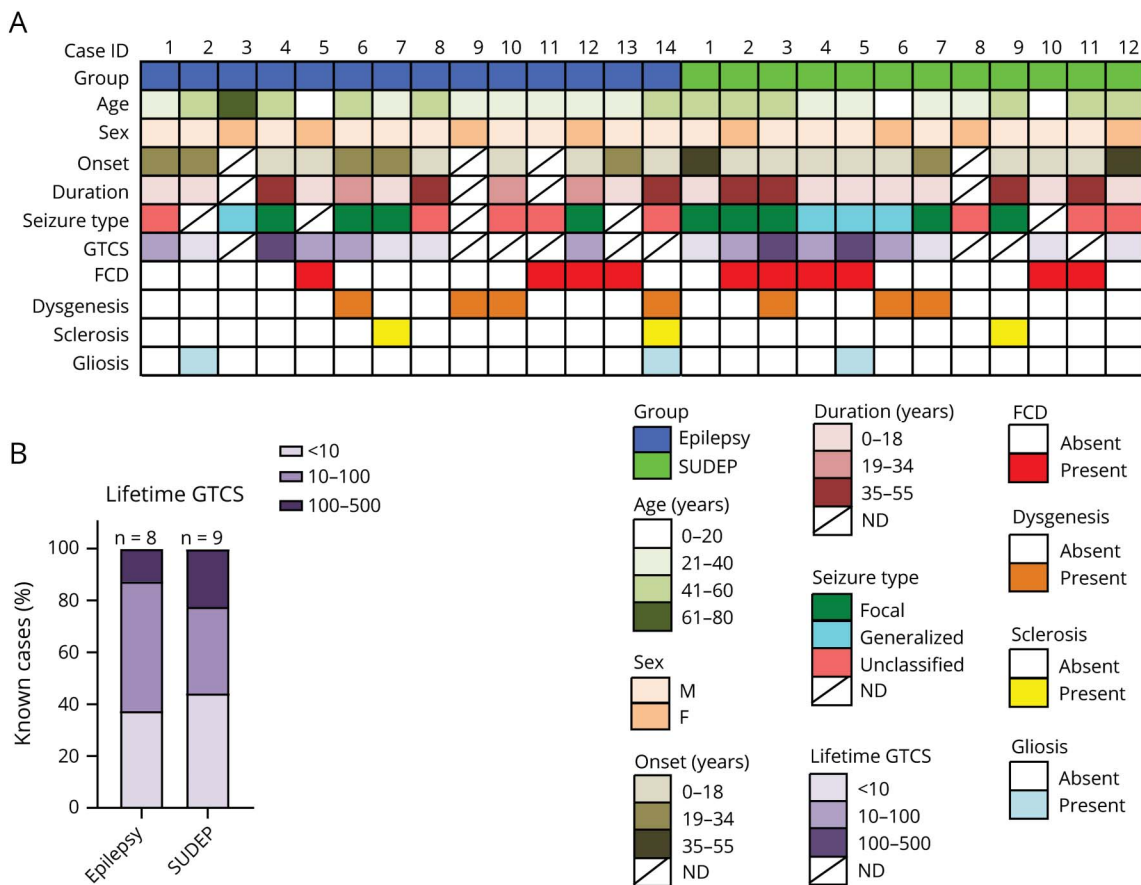 A
Case ID 1 2 3 4 5 6 7 8 9 10 11 12 13 14 1 2 3 4 5 6 7 8 9 10 11 12
Group
Age
Sex
Onset
Duration
Seizure type
GTCS
FCD
Dysgenesis
Sclerosis
Gliosis
B
Lifetime GTCS
<10
10–100
100–500
n = 8 n = 9
Known cases (%)
100
80
60
40
20
0
Epilepsy
SUDEP
Group
Epilepsy
SUDEP
Age (years)
0–20
21–40
41–60
61–80
Sex
M
F
Onset (years)
0–18
19–34
35–55
ND
Duration (years)
0–18
19–34
35–55
ND
Seizure type
Focal
Generalized
Unclassified
ND
Lifetime GTCS
<10
10–100
100–500
ND
FCD
Absent
Present
Dysgenesis
Absent
Present
Sclerosis
Absent
Present
Gliosis
Absent
Present